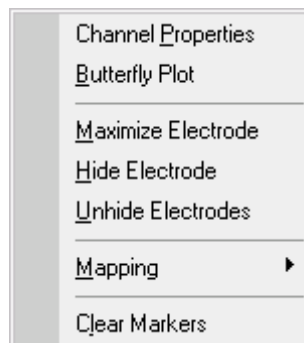 Channel Properties
Butterfly Plot
Maximize Electrode
Hide Electrode
Unhide Electrodes
Mapping
Clear Markers